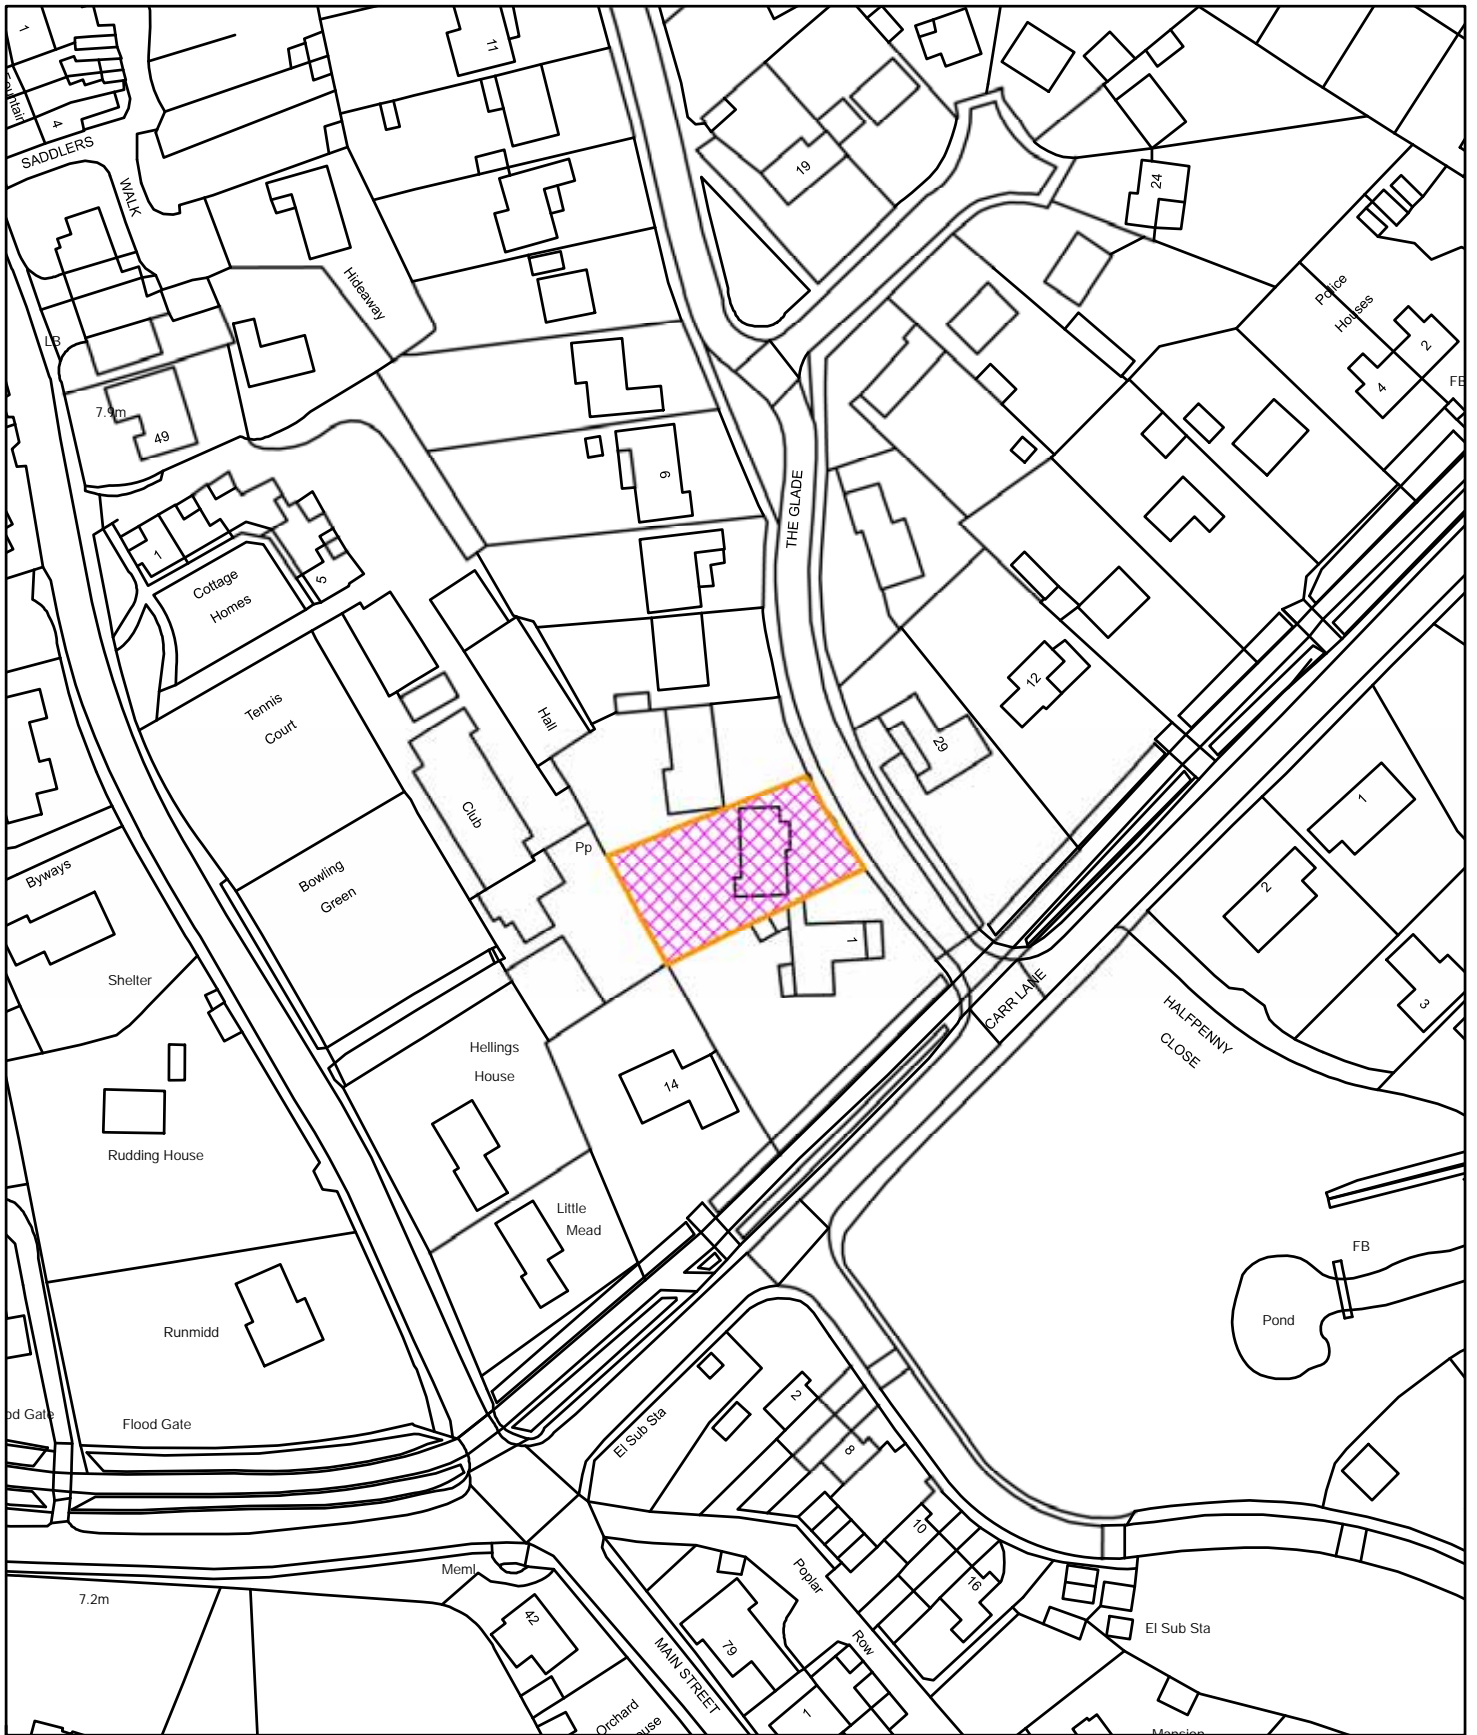 1
11
4
SADDLERS
WALK
19
24
Hideaway
Police
Houses
2
4
LB
7.9m
49
9
THE GLADE
1
5
Cottage
Homes
12
Tennis
Court
Hall
29
Club
1
Pp
Bowling
Green
Byways
2
1
Shelter
CARR LANE
HALFPENNY
CLOSE
3
Hellings
House
14
Rudding House
Little
Mead
FB
Pond
Runmidd
Flood Gate
2
El Sub Sta
8
10
16
Meml
Poplar
Row
7.2m
42
79
MAIN STREET
El Sub Sta
Orchard
1